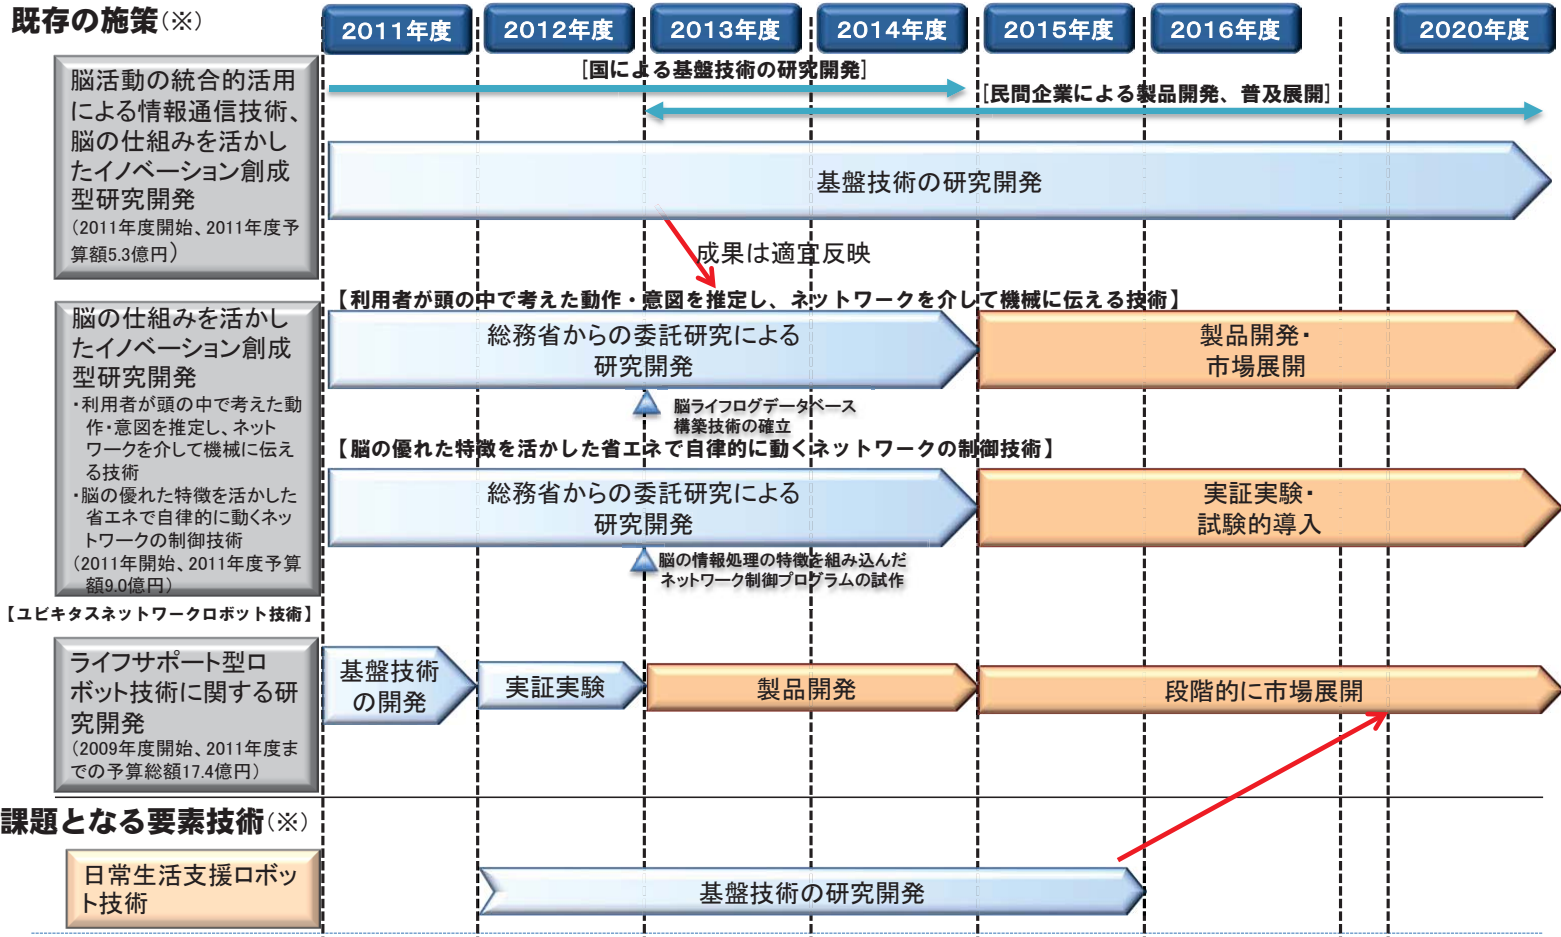 既存の施策(※)
2011年度
2012年度
2013年度
2014年度
2015年度
2016年度
2020年度
[国による基盤技術の研究開発]
[民間企業による製品開発、普及展開]
脳活動の統合的活用
による情報通信技術、
脳の仕組みを活かし
たイノベーション創成
型研究開発
(2011年度開始、2011年度予
算額5.3億円)
基盤技術の研究開発
成果は適宜反映
【利用者が頭の中で考えた動作・意図を推定し、ネットワークを介して機械に伝える技術】
脳の仕組みを活かし
たイノベーション創成
型研究開発
・利用者が頭の中で考えた動
作・意図を推定し、ネット
ワークを介して機械に伝え
る技術
・脳の優れた特徴を活かした
省エネで自律的に動くネッ
トワークの制御技術
(2011年開始、2011年度予算
額9.0億円)
総務省からの委託研究による
研究開発
製品開発・
市場展開
脳ライフログデータベース
構築技術の確立
【脳の優れた特徴を活かした省エネで自律的に動くネットワークの制御技術】
総務省からの委託研究による
研究開発
実証実験・
試験的導入
脳の情報処理の特徴を組み込んだ
ネットワーク制御プログラムの試作
【ユビキタスネットワークロボット技術】
ライフサポート型ロ
ボット技術に関する研
究開発
(2009年度開始、2011年度ま
での予算総額17.4億円)
基盤技術
の開発
実証実験
製品開発
段階的に市場展開
課題となる要素技術(※)
日常生活支援ロボッ
ト技術
基盤技術の研究開発